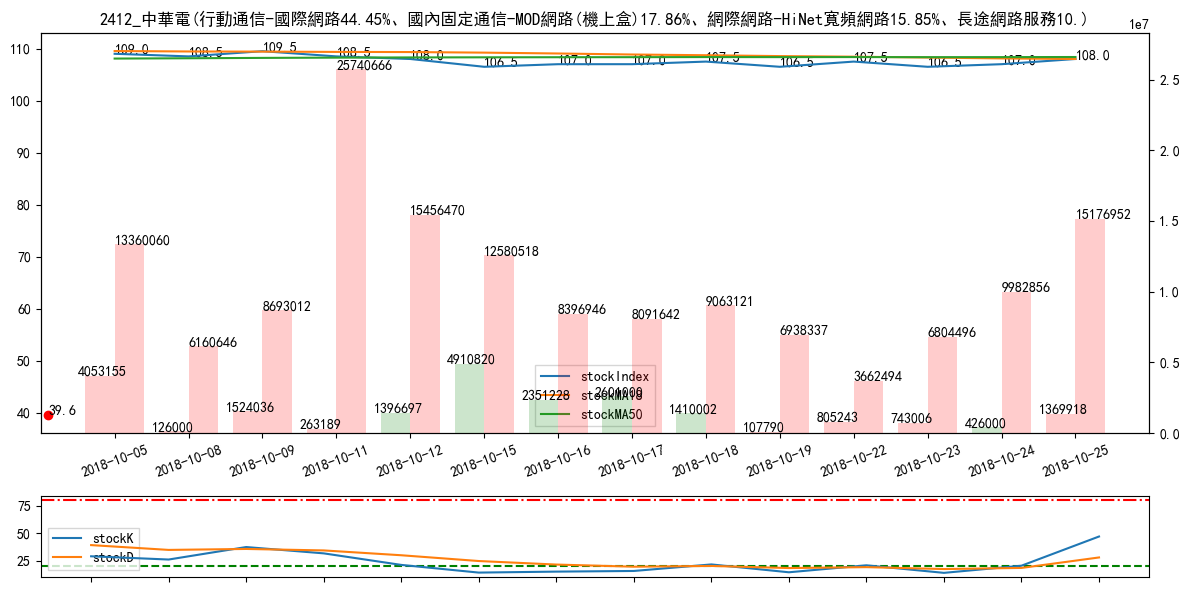 2412_中華電(行動通信-國際網路44.45%、國內固定通信-MOD網路(機上盒)17.86%、網際網路-HiNet寬頻網路15.85%、長途網路服務10.)
1e7
110
100
90
80
70
60
50
40
2.5
2.0
1.5
1.0
0.5
0.0
109.0 108.5 109.5 108.5 108.0 106.5 107.0 107.0 107.5 106.5 107.5 106.5 107.0 108.0
13360060 6160646 8693012 25740666 15456470 12580518 8396946 8091642 9063121 6938337 3662494 6804496 9982856 15176952
4053155 126000 1524036 263189 1396697 4910820 2351228 2601000 1410002 107790 805243 743006 426000 1369918
39.6
stockIndex
stockMA18
stockMA50
2018-10-05 2018-10-08 2018-10-09 2018-10-11 2018-10-12 2018-10-15 2018-10-16 2018-10-17 2018-10-18 2018-10-19 2018-10-22 2018-10-23 2018-10-24 2018-10-25
75
50
25
stockK
stockD